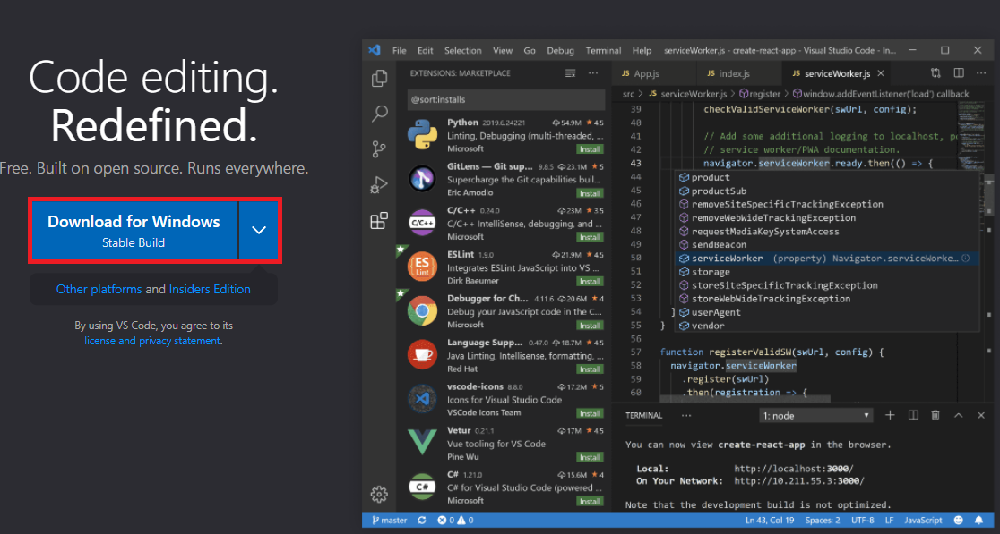 Code editing.
Redefined.
Free. Built on open source. Runs everywhere.
Download for Windows
Stable Build
Other platforms and Insiders Edition
By using VS Code, you agree to its
license and privacy statement.
File Edit Selection View Go Debug Terminal Help serviceWorker.js - create-react-app - Visual Studio Code - In...
EXTENSIONS: MARKETPLACE
@sort:installs
Python 2019.6.24221 54.9M 4.5
Linting, Debugging (multi-threaded, ...
Microsoft Install
GitLens — Git sup... 9.8.5 23.1M 5
Supercharge the Git capabilities buil...
Eric Amodio Install
C/C++ 0.24.0 23M 3.5
C/C++ IntelliSense, debugging, and ...
Microsoft Install
ESLint 1.9.0 21.9M 4.5
Integrates ESLint JavaScript into VS ...
Dirk Baeumer Install
Debugger for Ch... 4.11.6 20.6M 4
Debug your JavaScript code in the C...
Microsoft Install
Language Supp... 0.47.0 18.7M 4.5
Java Linting, Intellisense, formatting, ...
Red Hat Install
vscode-icons 8.8.0 17.2M 5
Icons for Visual Studio Code
VSCode Icons Team Install
Vetur 0.21.1 17M 4.5
Vue tooling for VS Code
Pine Wu Install
C# 1.21.0 15.6M 4
C# for Visual Studio Code (powered ...
Microsoft Install
C/C++
ES
Lint
C#
JS App.js JS index.js JS serviceWorker.js
src > JS serviceWorker.js > register > window.addEventListener('load') callback
39 checkValidServiceWorker(swUrl, config);
40
41 // Add some additional logging to localhost, po
42 // service worker/PWA documentation.
43 navigator.serviceWorker.ready.then(() => {
44 product
45 productSub
46 removeSiteSpecificTrackingException
47 removeWebWideTrackingException
48 requestMediaKeySystemAccess
49 sendBeacon
50 serviceWorker (property) Navigator.serviceWorke...
51 storage
52 storeSiteSpecificTrackingException
53 storeWebWideTrackingException
54 ] userAgent
55 } vendor
56
57 function registerValidSW(swUrl, config) {
58 navigator.serviceWorker
59 .register(swUrl)
60 .then(registration => {
TERMINAL ... 1: node
You can now view create-react-app in the browser.
Local: http://localhost:3000/
On Your Network: http://10.211.55.3:3000/
Note that the development build is not optimized.
master 0 0 Ln 43, Col 19 Spaces: 2 UTF-8 LF JavaScript